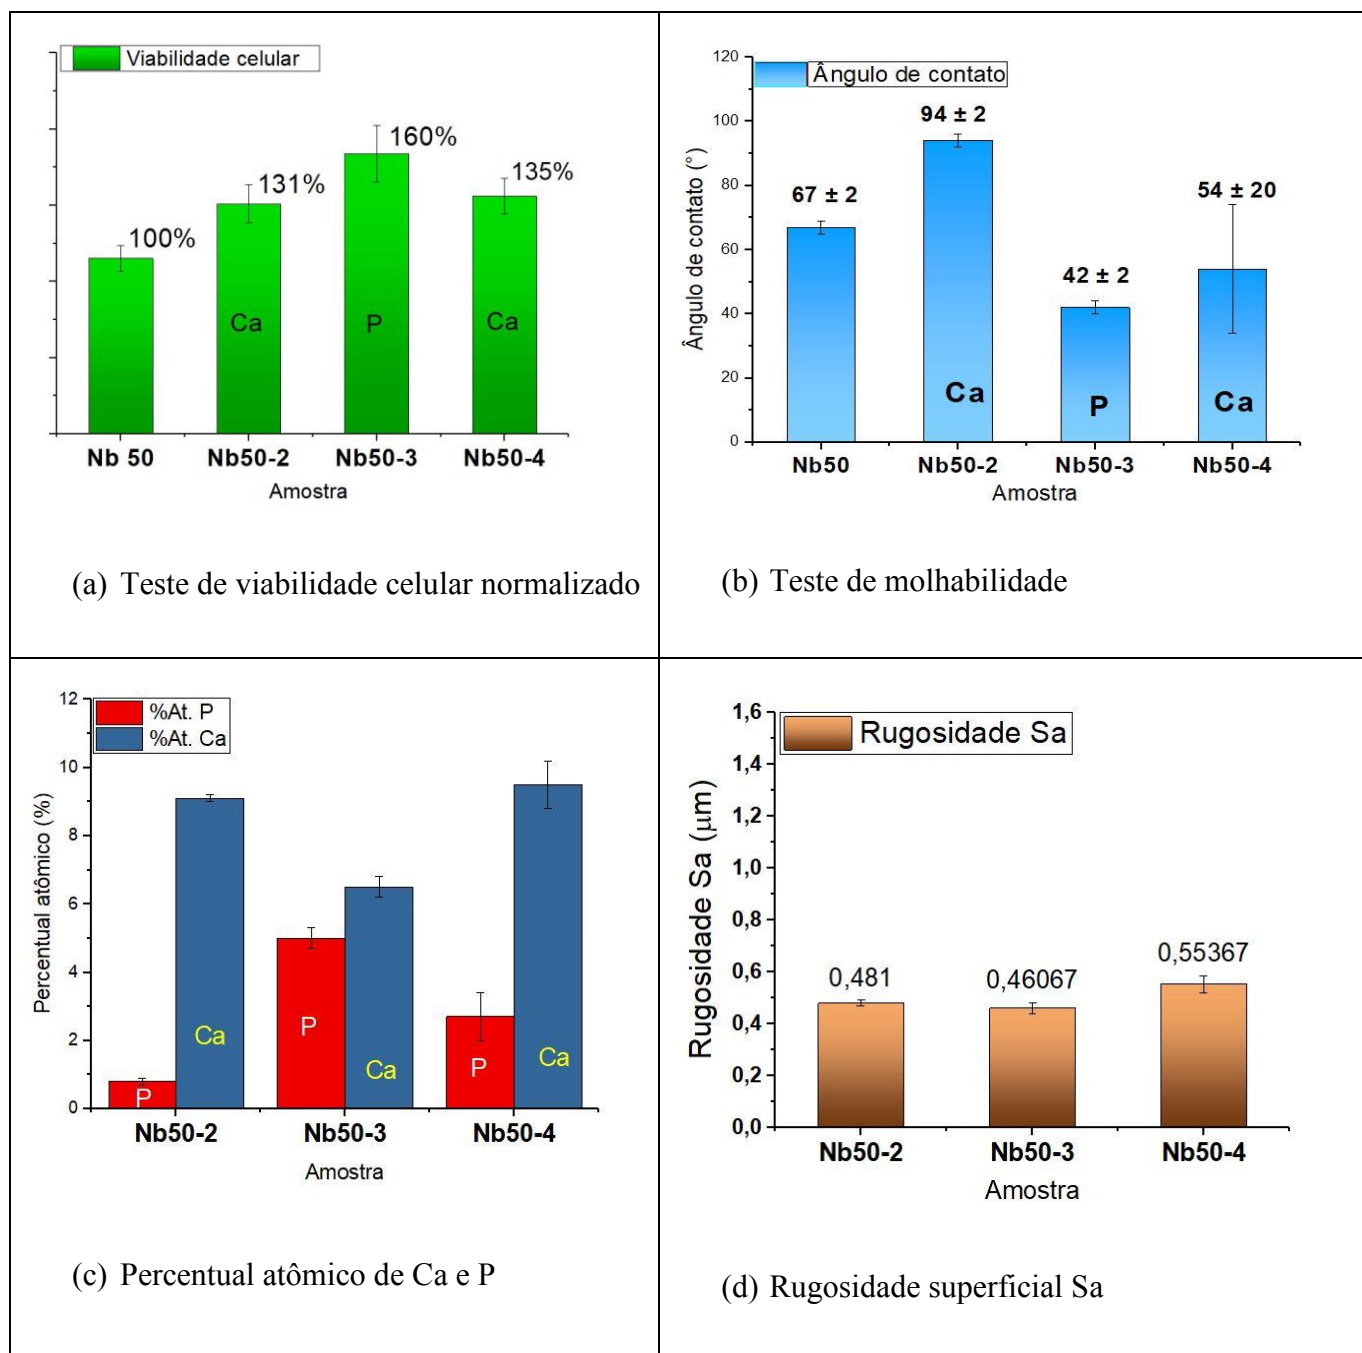 Viabilidade celular
100%
131%
160%
135%
Ca
P
Ca
Nb 50
Nb50-2
Nb50-3
Nb50-4
Amostra
(a) Teste de viabilidade celular normalizado
Ângulo de contato
Ângulo de contato (°)
120
100
80
60
40
20
0
67 ± 2
94 ± 2
42 ± 2
54 ± 20
Ca
P
Ca
Nb50
Nb50-2
Nb50-3
Nb50-4
Amostra
(b) Teste de molhabilidade
%At. P
%At. Ca
Percentual atômico (%)
12
10
8
6
4
2
0
P
Ca
P
Ca
P
Ca
Nb50-2
Nb50-3
Nb50-4
Amostra
(c) Percentual atômico de Ca e P
Rugosidade Sa
Rugosidade Sa (μm)
1,6
1,4
1,2
1,0
0,8
0,6
0,4
0,2
0,0
0,481
0,46067
0,55367
Nb50-2
Nb50-3
Nb50-4
Amostra
(d) Rugosidade superficial Sa